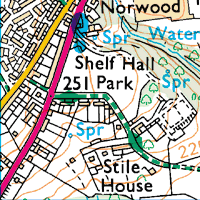 Norwood
Spr
Water
Shelf Hall
251 Park
Spr
Spr
Stile
House